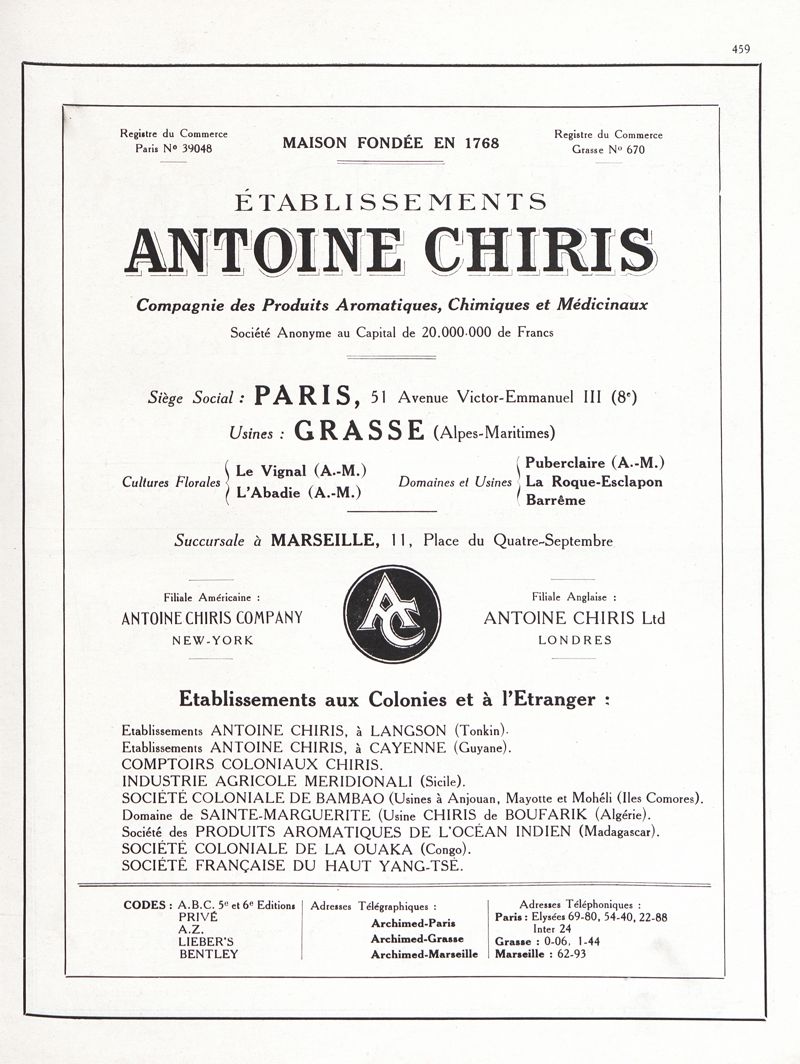 459
Registre du Commerce
Paris Nº 39048
MAISON FONDÉE EN 1768
Registre du Commerce
Grasse Nº 670
ÉTABLISSEMENTS
ANTOINE CHIRIS
Compagnie des Produits Aromatiques, Chimiques et Médicinaux
Société Anonyme au Capital de 20.000.000 de Francs
Siège Social : PARIS, 51 Avenue Victor-Emmanuel III (8ᵉ)
Usines : GRASSE (Alpes-Maritimes)
Cultures Florales
Le Vignal (A.-M.)
L'Abadie (A.-M.)
Domaines et Usines
Puberclaire (A.-M.)
La Roque-Esclapon
Barrême
Succursale à MARSEILLE, 11, Place du Quatre-Septembre
Filiale Américaine :
ANTOINE CHIRIS COMPANY
NEW-YORK
AC
Filiale Anglaise :
ANTOINE CHIRIS Ltd
LONDRES
Etablissements aux Colonies et à l'Etranger :
Etablissements ANTOINE CHIRIS, à LANGSON (Tonkin).
Etablissements ANTOINE CHIRIS, à CAYENNE (Guyane).
COMPTOIRS COLONIAUX CHIRIS.
INDUSTRIE AGRICOLE MERIDIONALI (Sicile).
SOCIÉTÉ COLONIALE DE BAMBAO (Usines à Anjouan, Mayotte et Mohéli (Iles Comores).
Domaine de SAINTE-MARGUERITE (Usine CHIRIS de BOUFARIK (Algérie).
Société des PRODUITS AROMATIQUES DE L'OCÉAN INDIEN (Madagascar).
SOCIÉTÉ COLONIALE DE LA OUAKA (Congo).
SOCIÉTÉ FRANÇAISE DU HAUT YANG-TSÉ.
CODES : A.B.C. 5ᵉ et 6ᵉ Editions
PRIVÉ
A.Z.
LIEBER'S
BENTLEY
Adresses Télégraphiques :
Archimed-Paris
Archimed-Grasse
Archimed-Marseille
Adresses Téléphoniques :
Paris : Elysées 69-80, 54-40, 22-88
Inter 24
Grasse : 0-06, 1-44
Marseille : 62-93